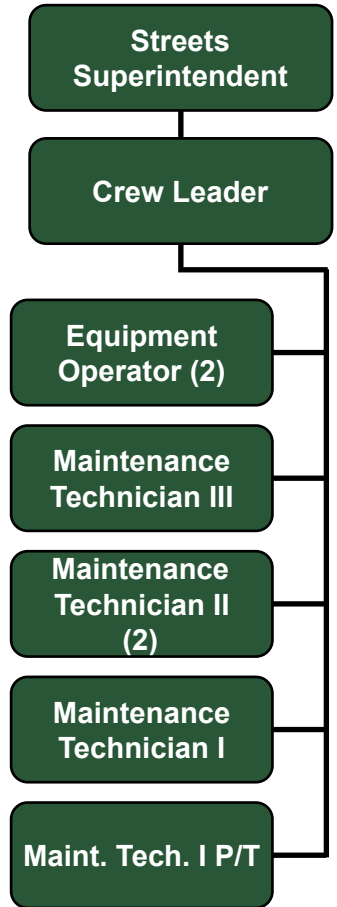 Streets
Superintendent
Crew Leader
Equipment
Operator (2)
Maintenance
Technician III
Maintenance
Technician II
(2)
Maintenance
Technician I
Maint. Tech. I P/T